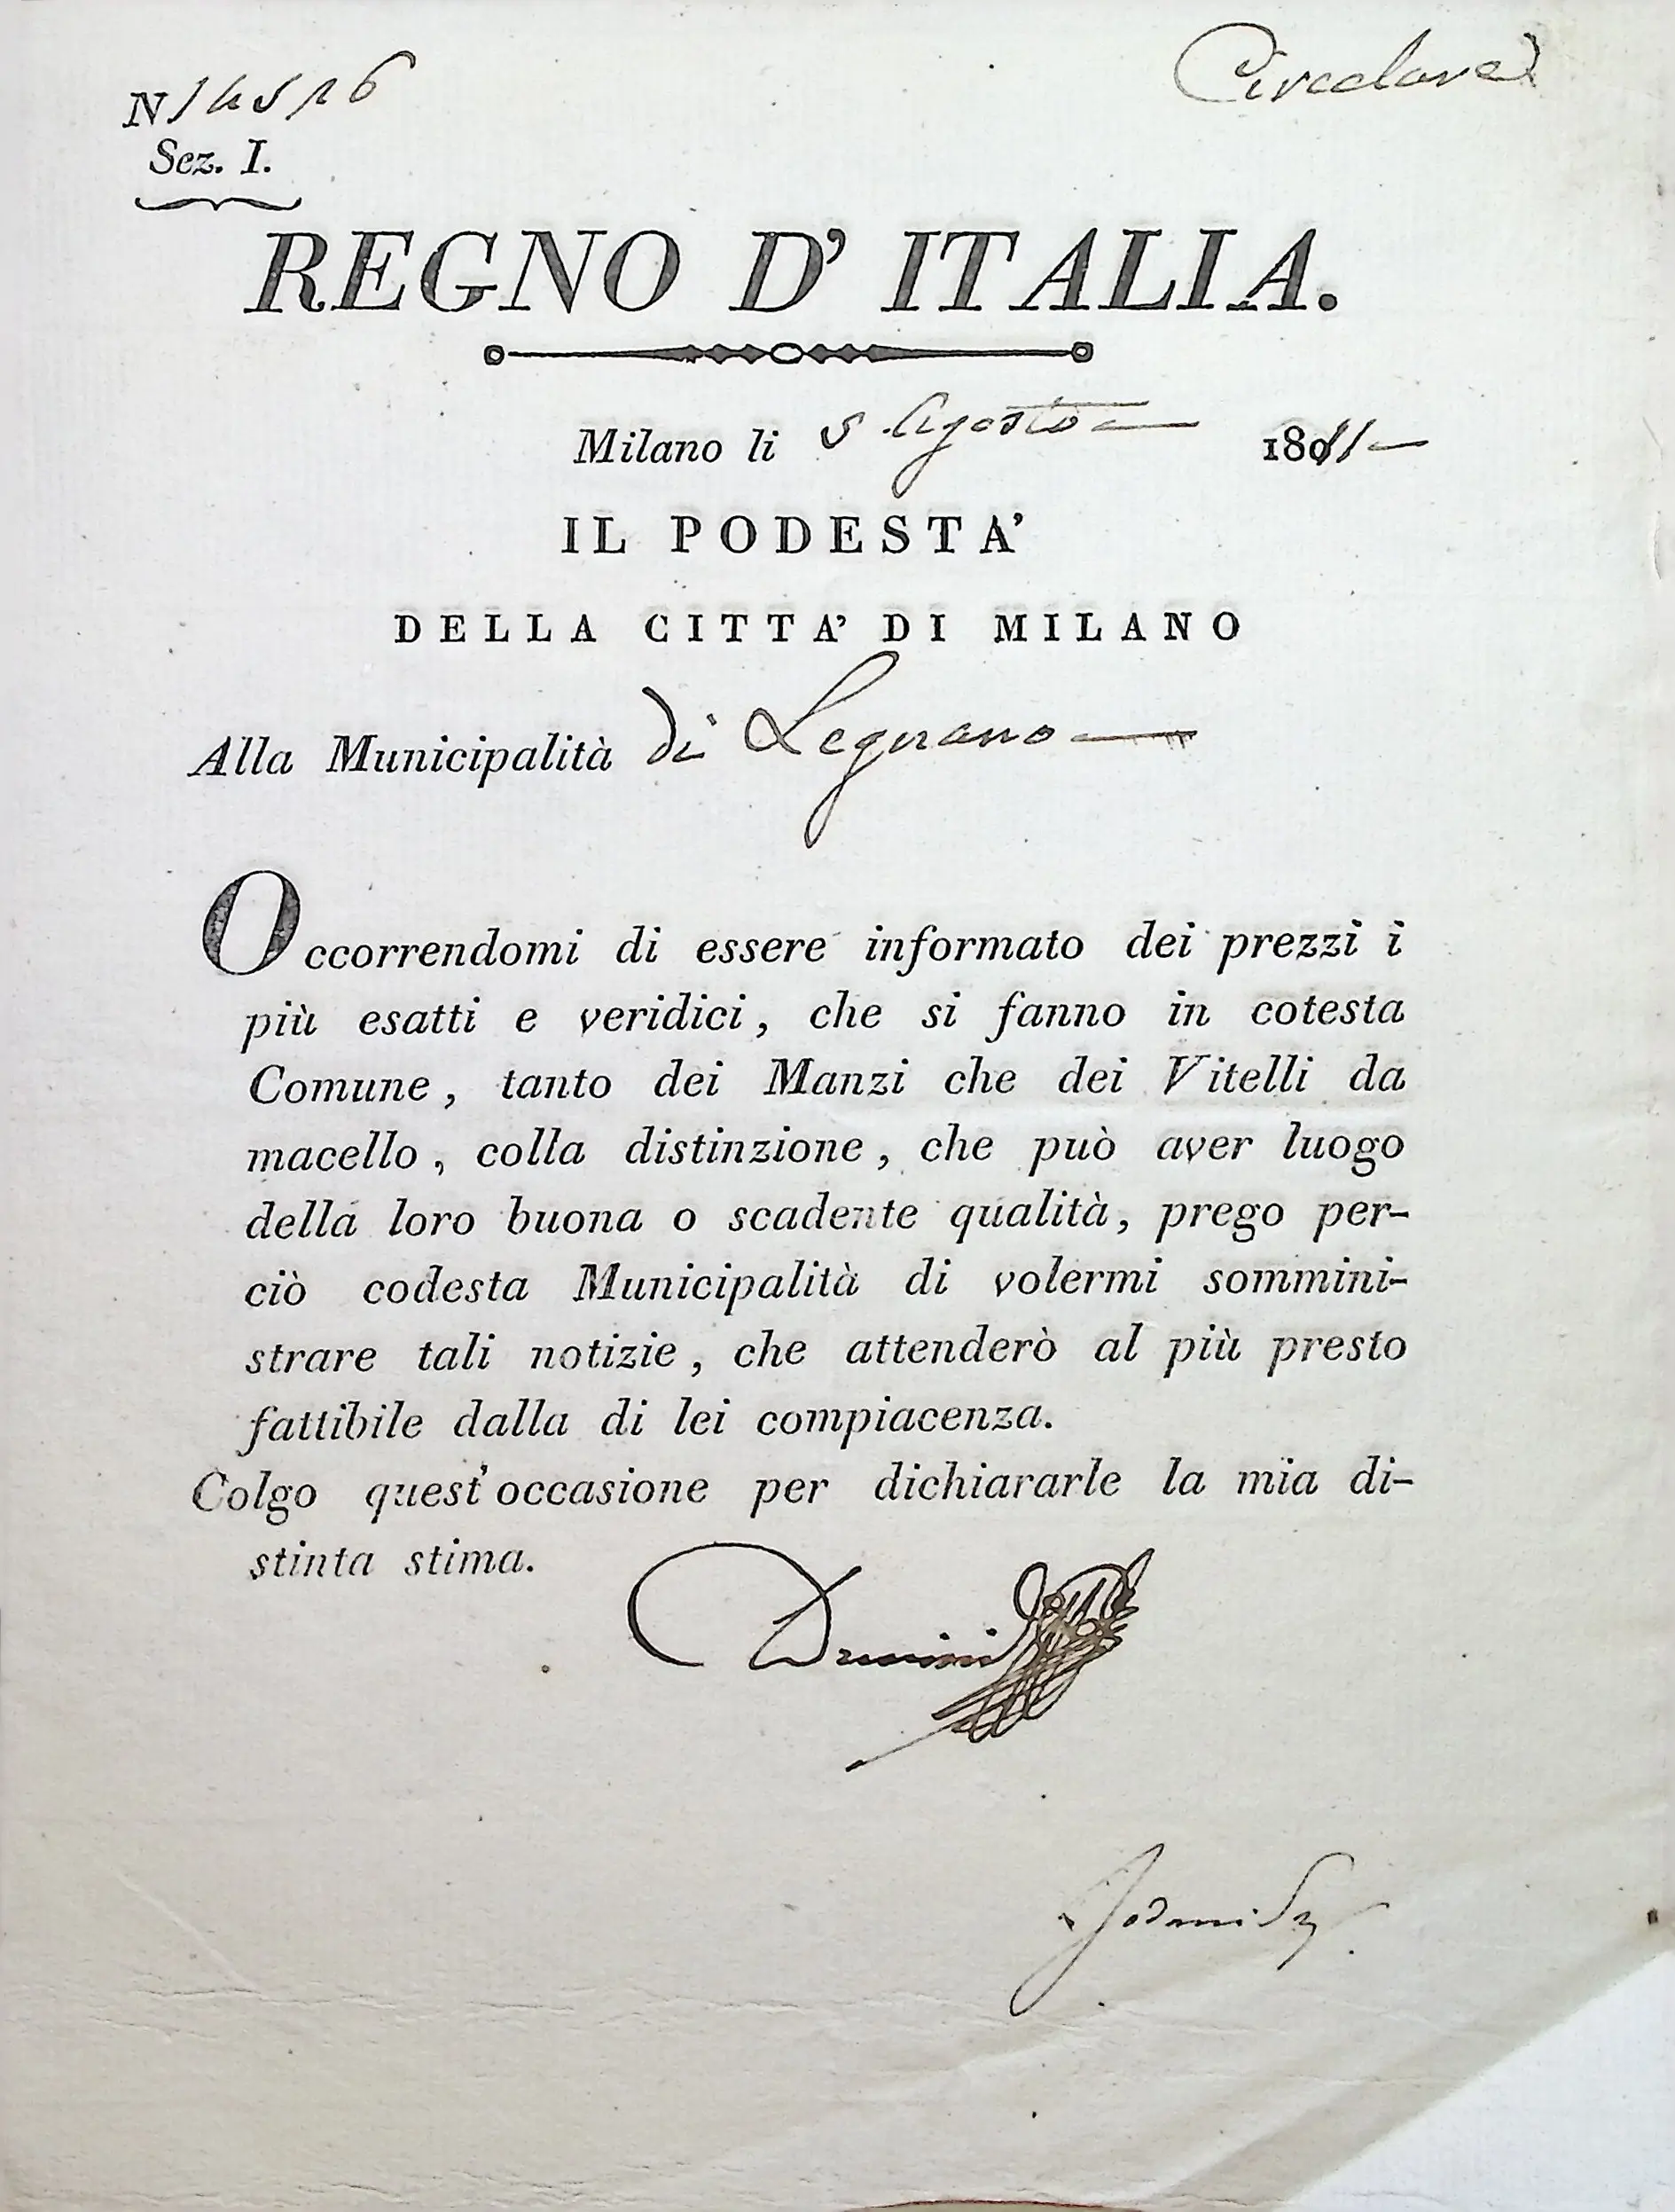 Circolare
N 14516
Sez. I.
REGNO D' ITALIA.
Milano li 5 Agosto 1811
IL PODESTA'
DELLA CITTA' DI MILANO
Alla Municipalità di Legnano
Occorrendomi di essere informato dei prezzi i
più esatti e veridici, che si fanno in cotesta
Comune, tanto dei Manzi che dei Vitelli da
macello, colla distinzione, che può aver luogo
della loro buona o scadente qualità, prego per-
ciò codesta Municipalità di volermi sommini-
strare tali notizie, che attenderò al più presto
fattibile dalla di lei compiacenza.
Colgo quest' occasione per dichiararle la mia di-
stinta stima.
Durini